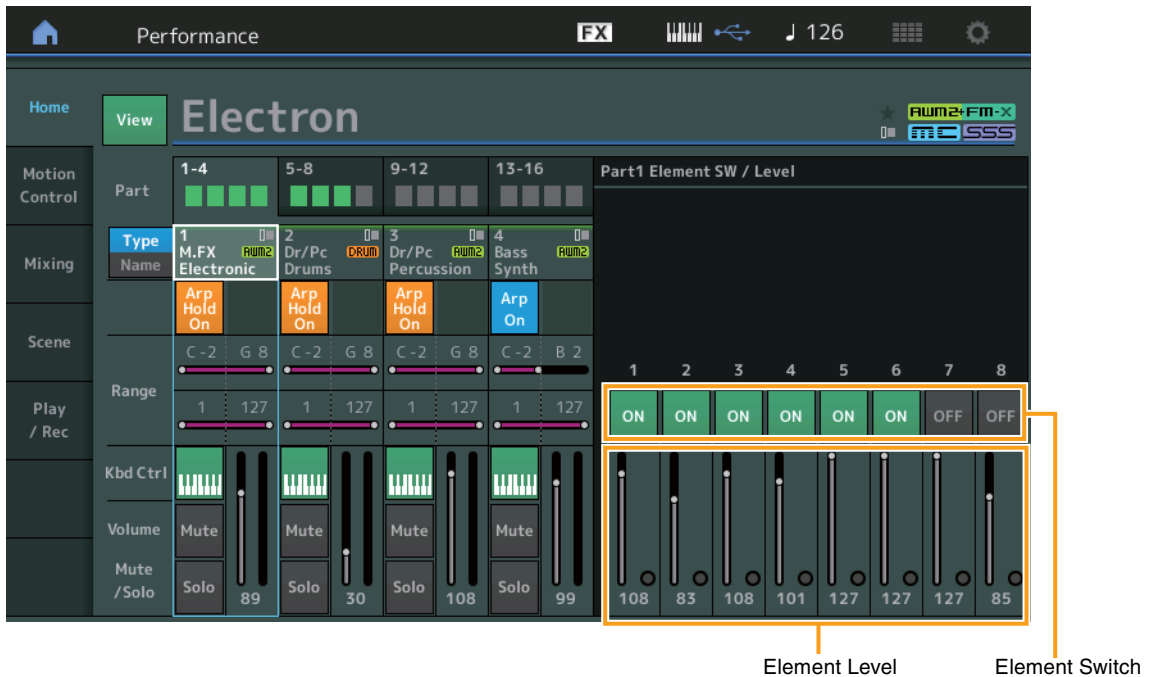 Performance FX 126
Home
View
Electron
AWM2+FM-X
MC SSS
Motion
Control
Mixing
Scene
Play
/ Rec
Part
1-4 5-8 9-12 13-16
Type
Name
1
M.FX AWM2
Electronic
2
Dr/Pc DRUM
Drums
3
Dr/Pc AWM2
Percussion
4
Bass AWM2
Synth
Arp
Hold
On
Arp
Hold
On
Arp
Hold
On
Arp
On
Range
C -2 G 8 C -2 G 8 C -2 G 8 C -2 B 2
1 127 1 127 1 127 1 127
Kbd Ctrl
Volume
Mute
/Solo
Mute Mute Mute Mute
Solo 89 Solo 30 Solo 108 Solo 99
Part1 Element SW / Level
1 2 3 4 5 6 7 8
ON ON ON ON ON ON OFF OFF
108 83 108 101 127 127 127 85
Element Level
Element Switch